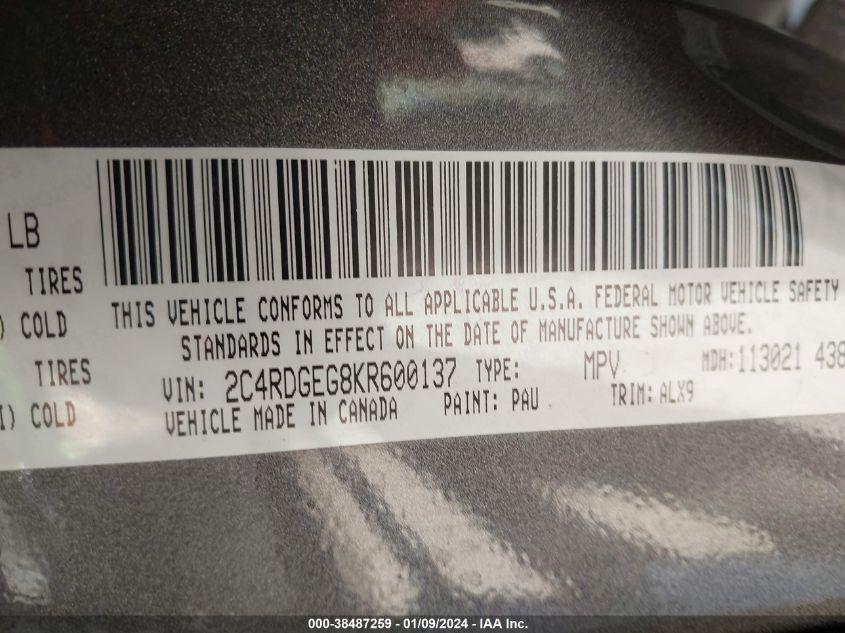 LB
TIRES
) COLD
TIRES
I) COLD
THIS VEHICLE CONFORMS TO ALL APPLICABLE U.S.A. FEDERAL MOTOR VEHICLE SAFETY
STANDARDS IN EFFECT ON THE DATE OF MANUFACTURE SHOWN ABOVE.
VIN: 2C4RDGEG8KR600137 TYPE: MPV MDH:113021 438
VEHICLE MADE IN CANADA PAINT: PAU TRIM: ALX9
000-38487259 - 01/09/2024 - IAA Inc.